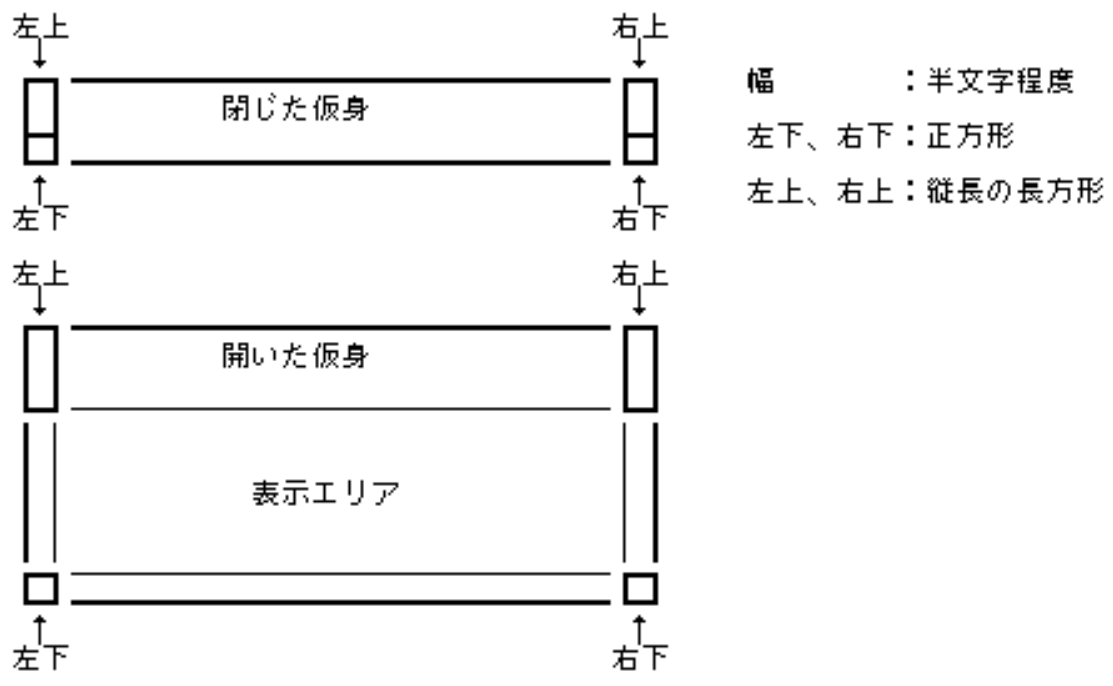 左上 右上
閉じた仮身
左下 右下
幅 ：半文字程度
左下、右下：正方形
左上、右上：縦長の長方形
左上 右上
開いた仮身
表示エリア
左下 右下